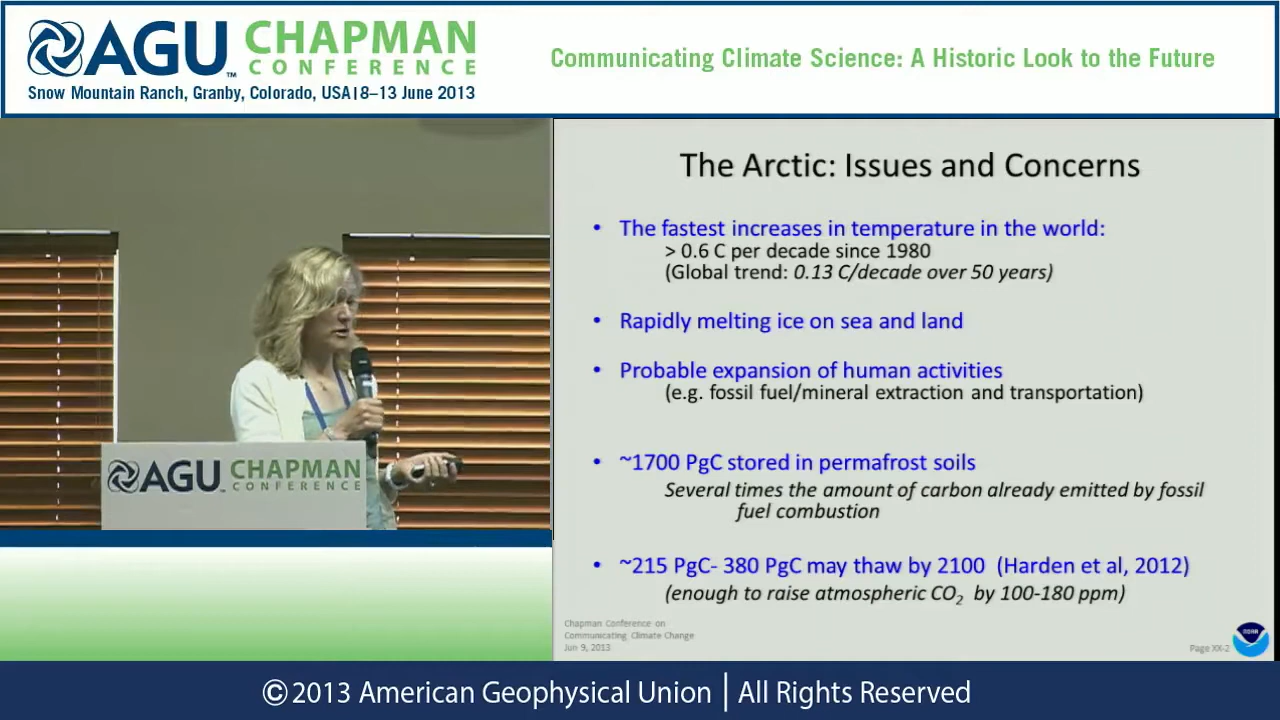 AGU CHAPMAN
CONFERENCE
Snow Mountain Ranch, Granby, Colorado, USA|8–13 June 2013
Communicating Climate Science: A Historic Look to the Future
AGU CHAPMAN
CONFERENCE
The Arctic: Issues and Concerns
• The fastest increases in temperature in the world:
> 0.6 C per decade since 1980
(Global trend: 0.13 C/decade over 50 years)
• Rapidly melting ice on sea and land
• Probable expansion of human activities
(e.g. fossil fuel/mineral extraction and transportation)
• ~1700 PgC stored in permafrost soils
Several times the amount of carbon already emitted by fossil
fuel combustion
• ~215 PgC- 380 PgC may thaw by 2100 (Harden et al, 2012)
(enough to raise atmospheric CO₂ by 100-180 ppm)
Chapman Conference on
Communicating Climate Change
Jun 9, 2013
Page XX-2
NOAA
©2013 American Geophysical Union | All Rights Reserved